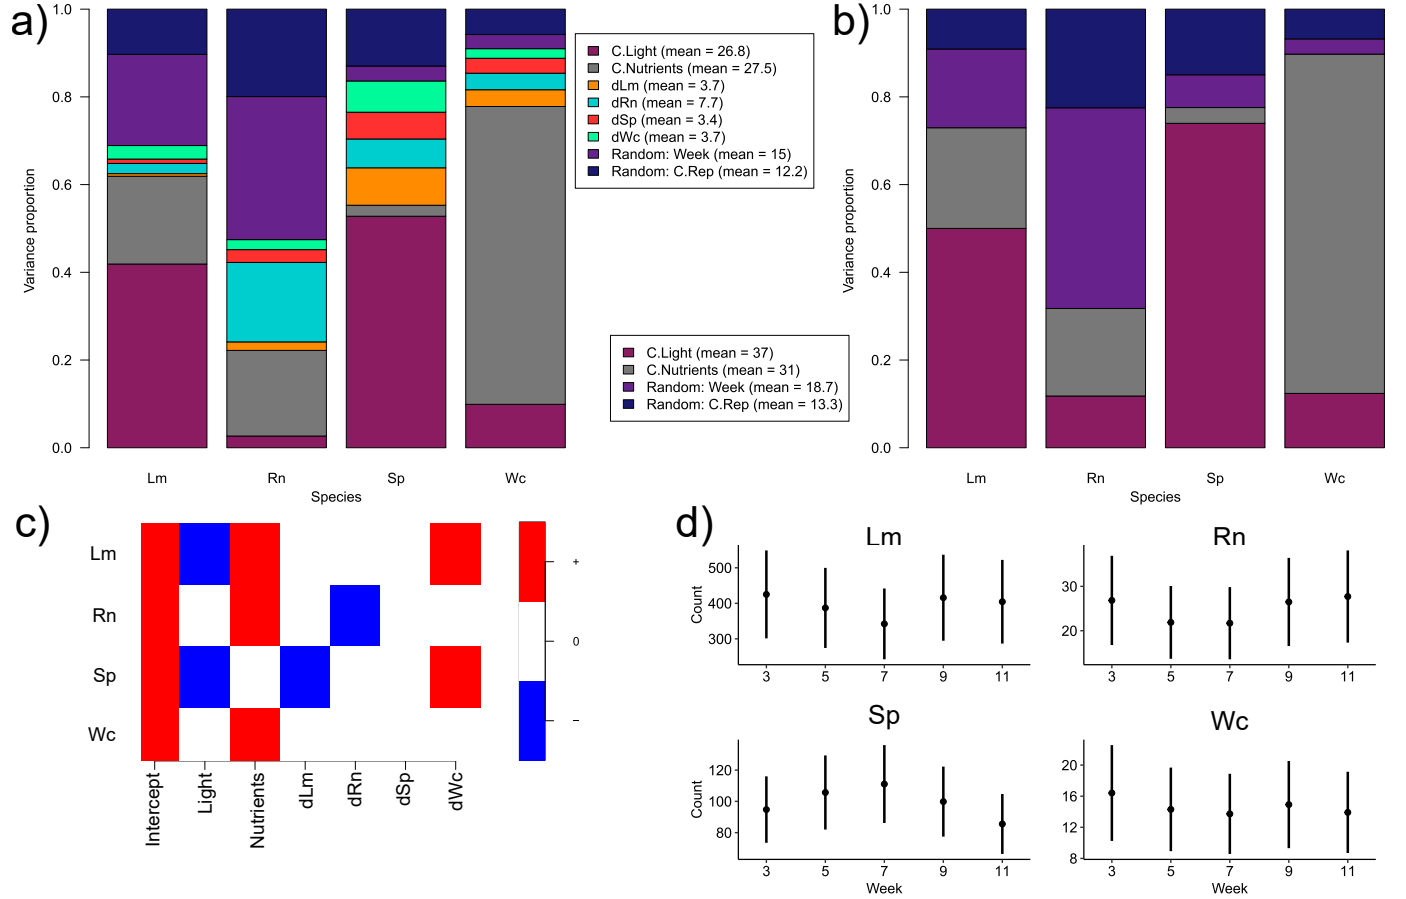 a)
1.0
0.8
0.6
0.4
0.2
0.0
Variance proportion
Lm Rn Sp Wc
Species
C.Light (mean = 26.8)
C.Nutrients (mean = 27.5)
dLm (mean = 3.7)
dRn (mean = 7.7)
dSp (mean = 3.4)
dWc (mean = 3.7)
Random: Week (mean = 15)
Random: C.Rep (mean = 12.2)
C.Light (mean = 37)
C.Nutrients (mean = 31)
Random: Week (mean = 18.7)
Random: C.Rep (mean = 13.3)
b)
1.0
0.8
0.6
0.4
0.2
0.0
Variance proportion
Lm Rn Sp Wc
Species
c)
Lm
Rn
Sp
Wc
Intercept
Light
Nutrients
dLm
dRn
dSp
dWc
+
0
−
d)
Lm
500
400
300
Count
3 5 7 9 11
Rn
30
20
3 5 7 9 11
Sp
120
100
80
Count
3 5 7 9 11
Week
Wc
20
16
12
8
3 5 7 9 11
Week